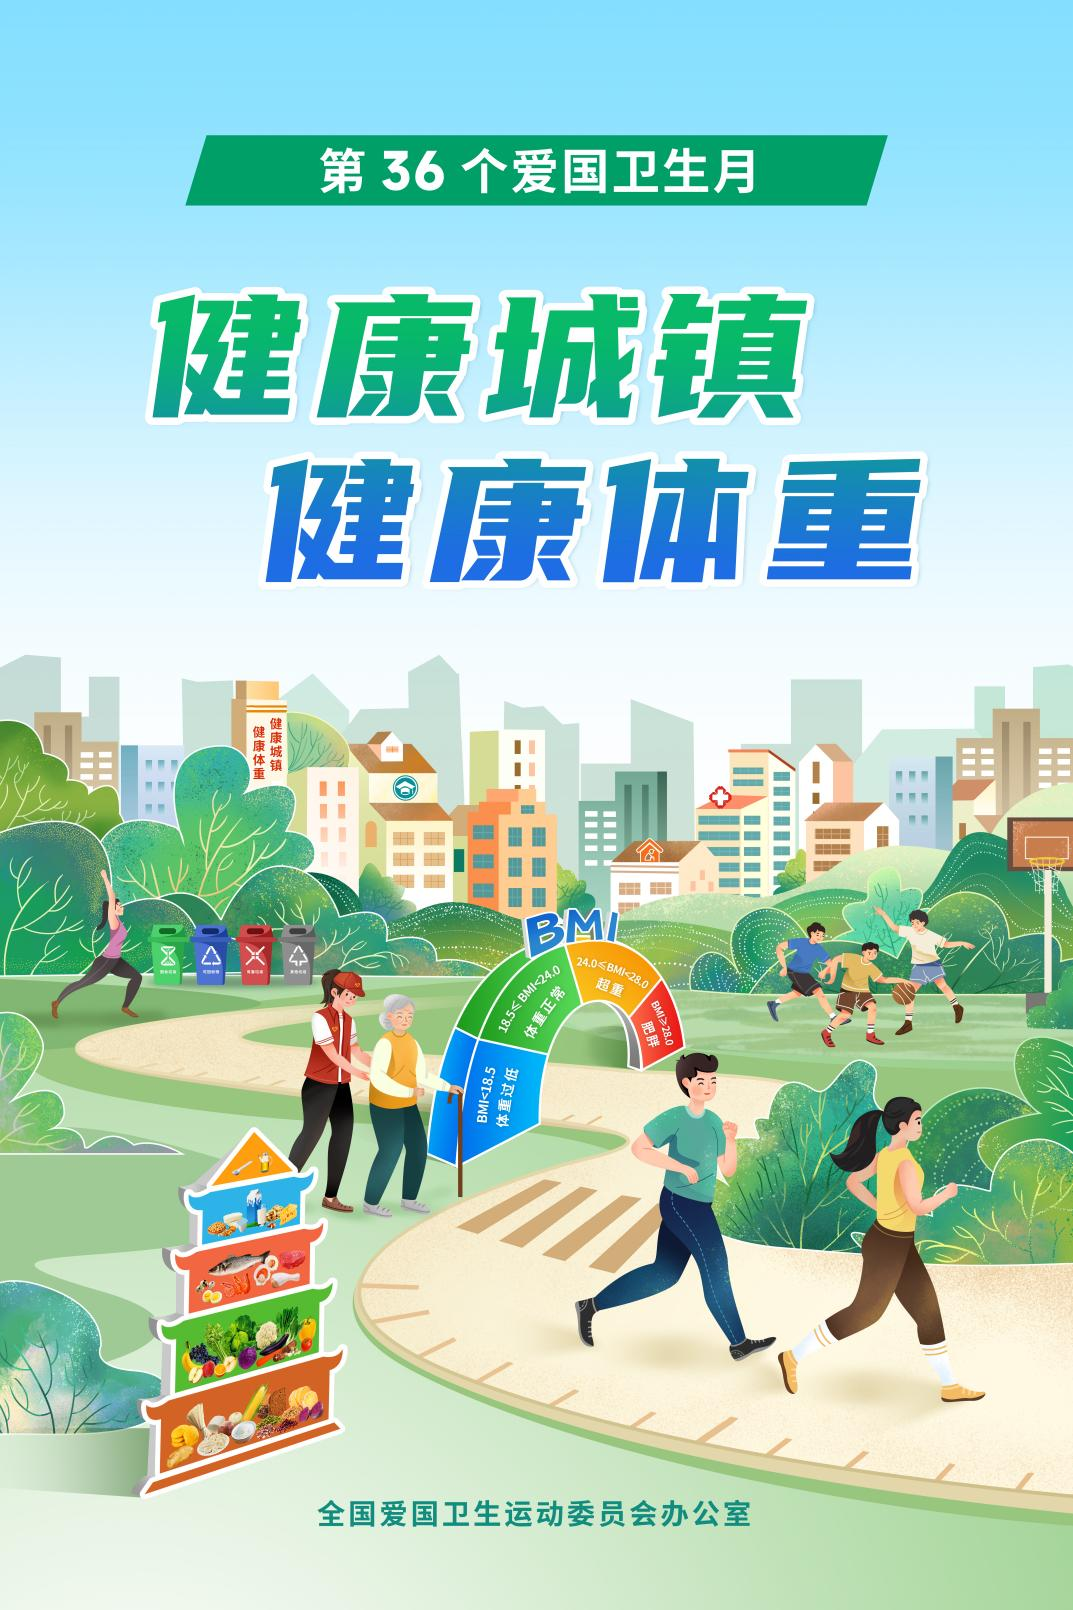 第 36 个爱国卫生月
健康城镇
健康体重
健康城镇
健康体重
BMI
18.5≤BMI<24.0
体重正常
24.0≤BMI<28.0
超重
BMI≥28.0
肥胖
BMI<18.5
体重过低
全国爱国卫生运动委员会办公室